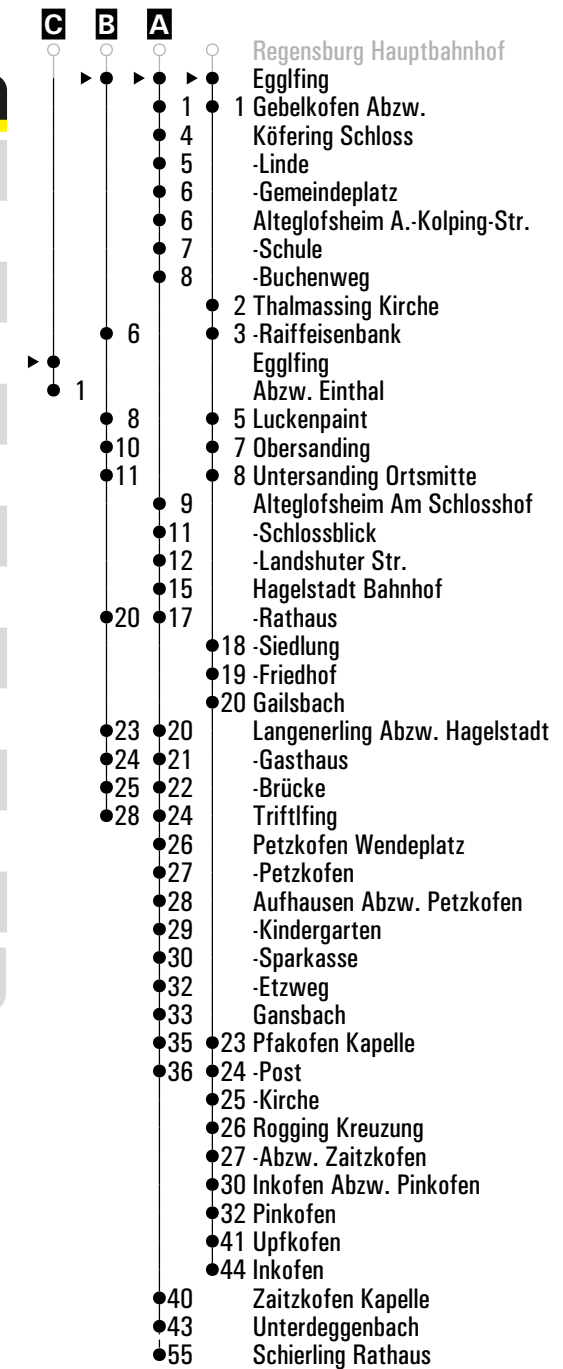 C B A
Regensburg Hauptbahnhof
Egglfing
1 1 Gebelkofen Abzw.
4 Köfering Schloss
5 -Linde
6 -Gemeindeplatz
6 Alteglofsheim A.-Kolping-Str.
7 -Schule
8 -Buchenweg
2 Thalmassing Kirche
6 3 -Raiffeisenbank
Egglfing
1 Abzw. Einthal
8 5 Luckenpaint
10 7 Obersanding
11 8 Untersanding Ortsmitte
9 Alteglofsheim Am Schlosshof
11 -Schlossblick
12 -Landshuter Str.
15 Hagelstadt Bahnhof
20 17 -Rathaus
18 -Siedlung
19 -Friedhof
20 Gailsbach
23 20 Langenerling Abzw. Hagelstadt
24 21 -Gasthaus
25 22 -Brücke
28 24 Triftlfing
26 Petzkofen Wendeplatz
27 -Petzkofen
28 Aufhausen Abzw. Petzkofen
29 -Kindergarten
30 -Sparkasse
32 -Etzweg
33 Gansbach
35 23 Pfakofen Kapelle
36 24 -Post
25 -Kirche
26 Rogging Kreuzung
27 -Abzw. Zaitzkofen
30 Inkofen Abzw. Pinkofen
32 Pinkofen
41 Upfkofen
44 Inkofen
40 Zaitzkofen Kapelle
43 Unterdeggenbach
55 Schierling Rathaus